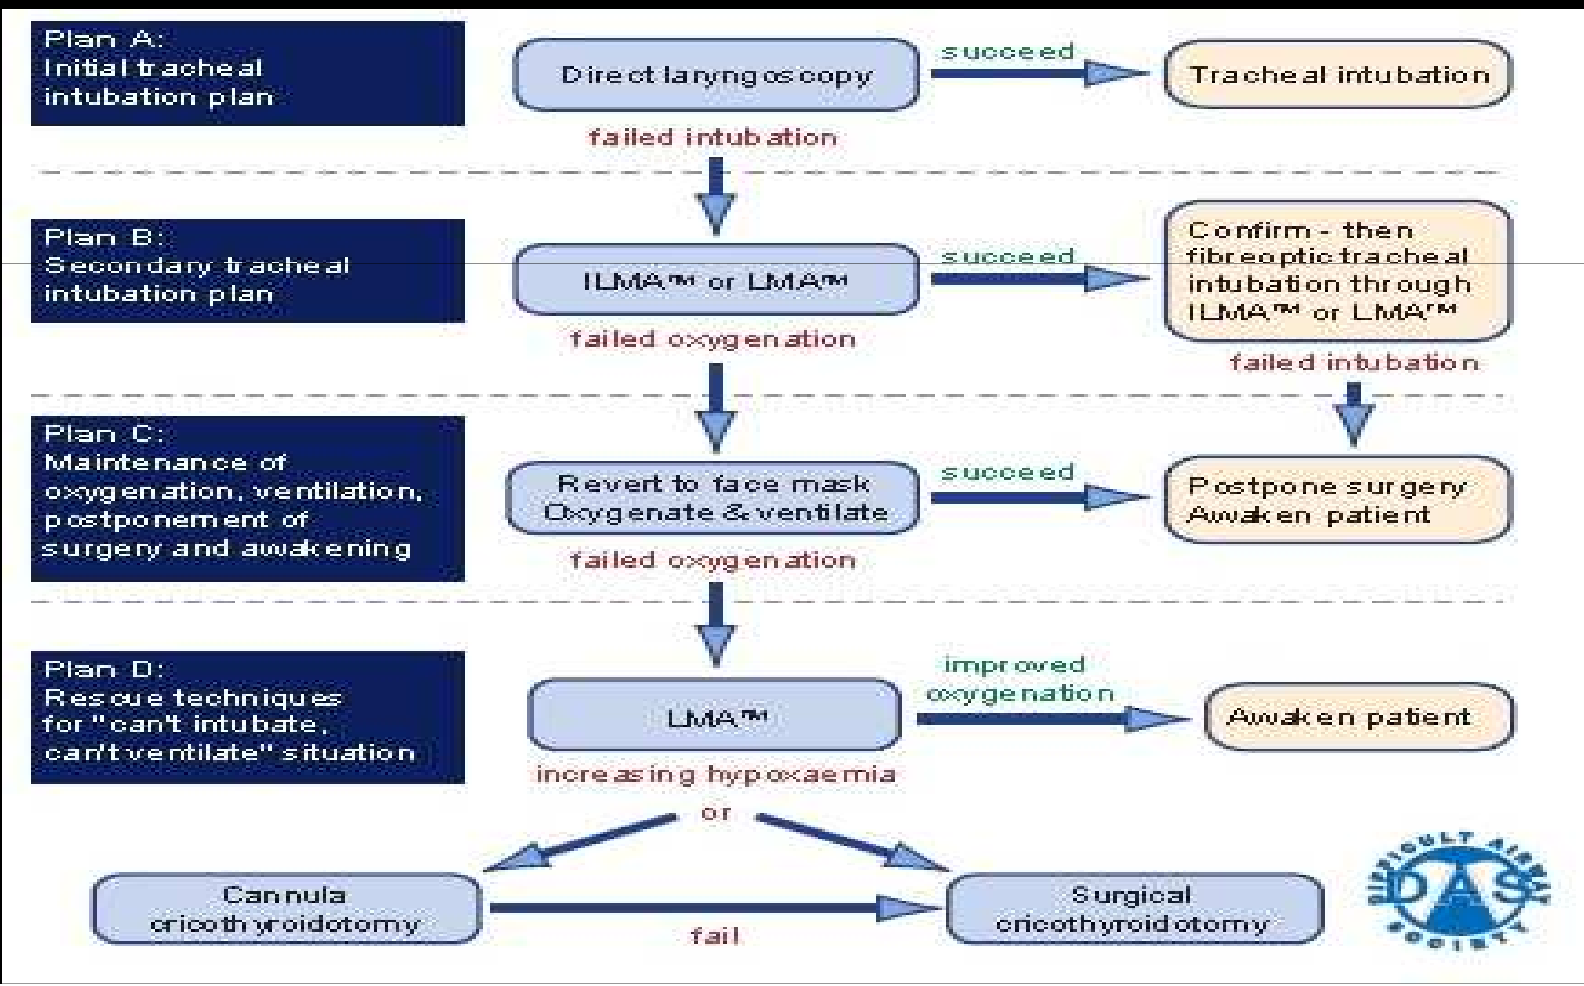 Plan A:
Initial tracheal
intubation plan
Direct laryngoscopy
succeed
Tracheal intubation
failed intubation
Plan B:
Secondary tracheal
intubation plan
ILMA™ or LMA™
succeed
Confirm - then
fibreoptic tracheal
intubation through
ILMA™ or LMA™
failed oxygenation
failed intubation
Plan C:
Maintenance of
oxygenation, ventilation,
postponement of
surgery and awakening
Revert to face mask
Oxygenate & ventilate
succeed
Postpone surgery
Awaken patient
failed oxygenation
Plan D:
Rescue techniques
for "can't intubate,
can't ventilate" situation
LMA™
improved
oxygenation
Awaken patient
increasing hypoxaemia
or
Cannula
cricothyroidotomy
fail
Surgical
cricothyroidotomy
DIFFICULT AIRWAY
DAS
SOCIETY